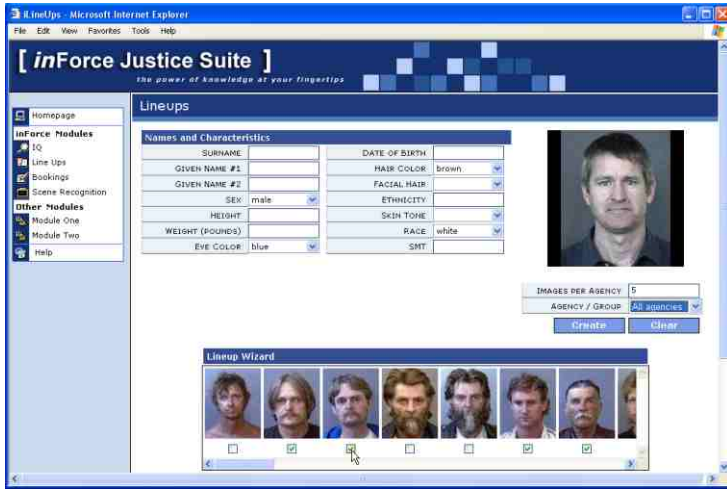 iLineUps - Microsoft Internet Explorer
File Edit View Favorites Tools Help
[ inForce Justice Suite ]
the power of knowledge at your fingertips
Homepage
inForce Modules
IQ
Line Ups
Bookings
Scene Recognition
Other Modules
Module One
Module Two
Help
Lineups
Names and Characteristics
SURNAME
DATE OF BIRTH
GIVEN NAME #1
HAIR COLOR brown
GIVEN NAME #2
FACIAL HAIR
SEX male
ETHNICITY
HEIGHT
SKIN TONE
WEIGHT (POUNDS)
RACE white
EYE COLOR blue
SMT
IMAGES PER AGENCY 5
AGENCY / GROUP All agencies
Create Clear
Lineup Wizard